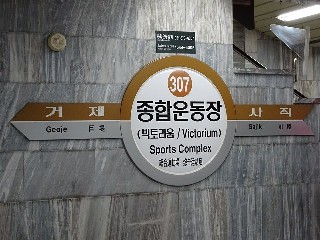 307
종합운동장
(빅토리움 / Victorium)
Sports Complex
거 제
Geoje
사 직
Sajik